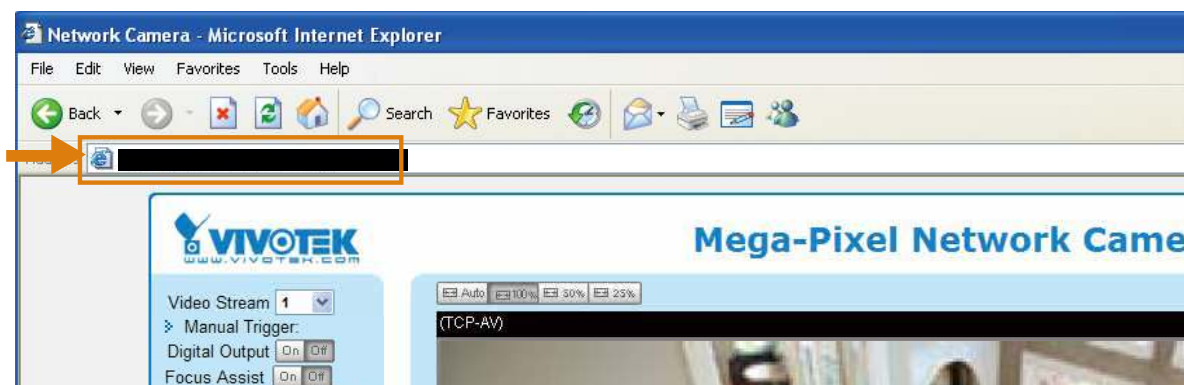 Network Camera - Microsoft Internet Explorer
File Edit View Favorites Tools Help
Back Search Favorites
VIVOTEK
www.vivotek.com
Mega-Pixel Network Came
Auto 100% 50% 25%
Video Stream 1
(TCP-AV)
Manual Trigger:
Digital Output On Off
Focus Assist On Off